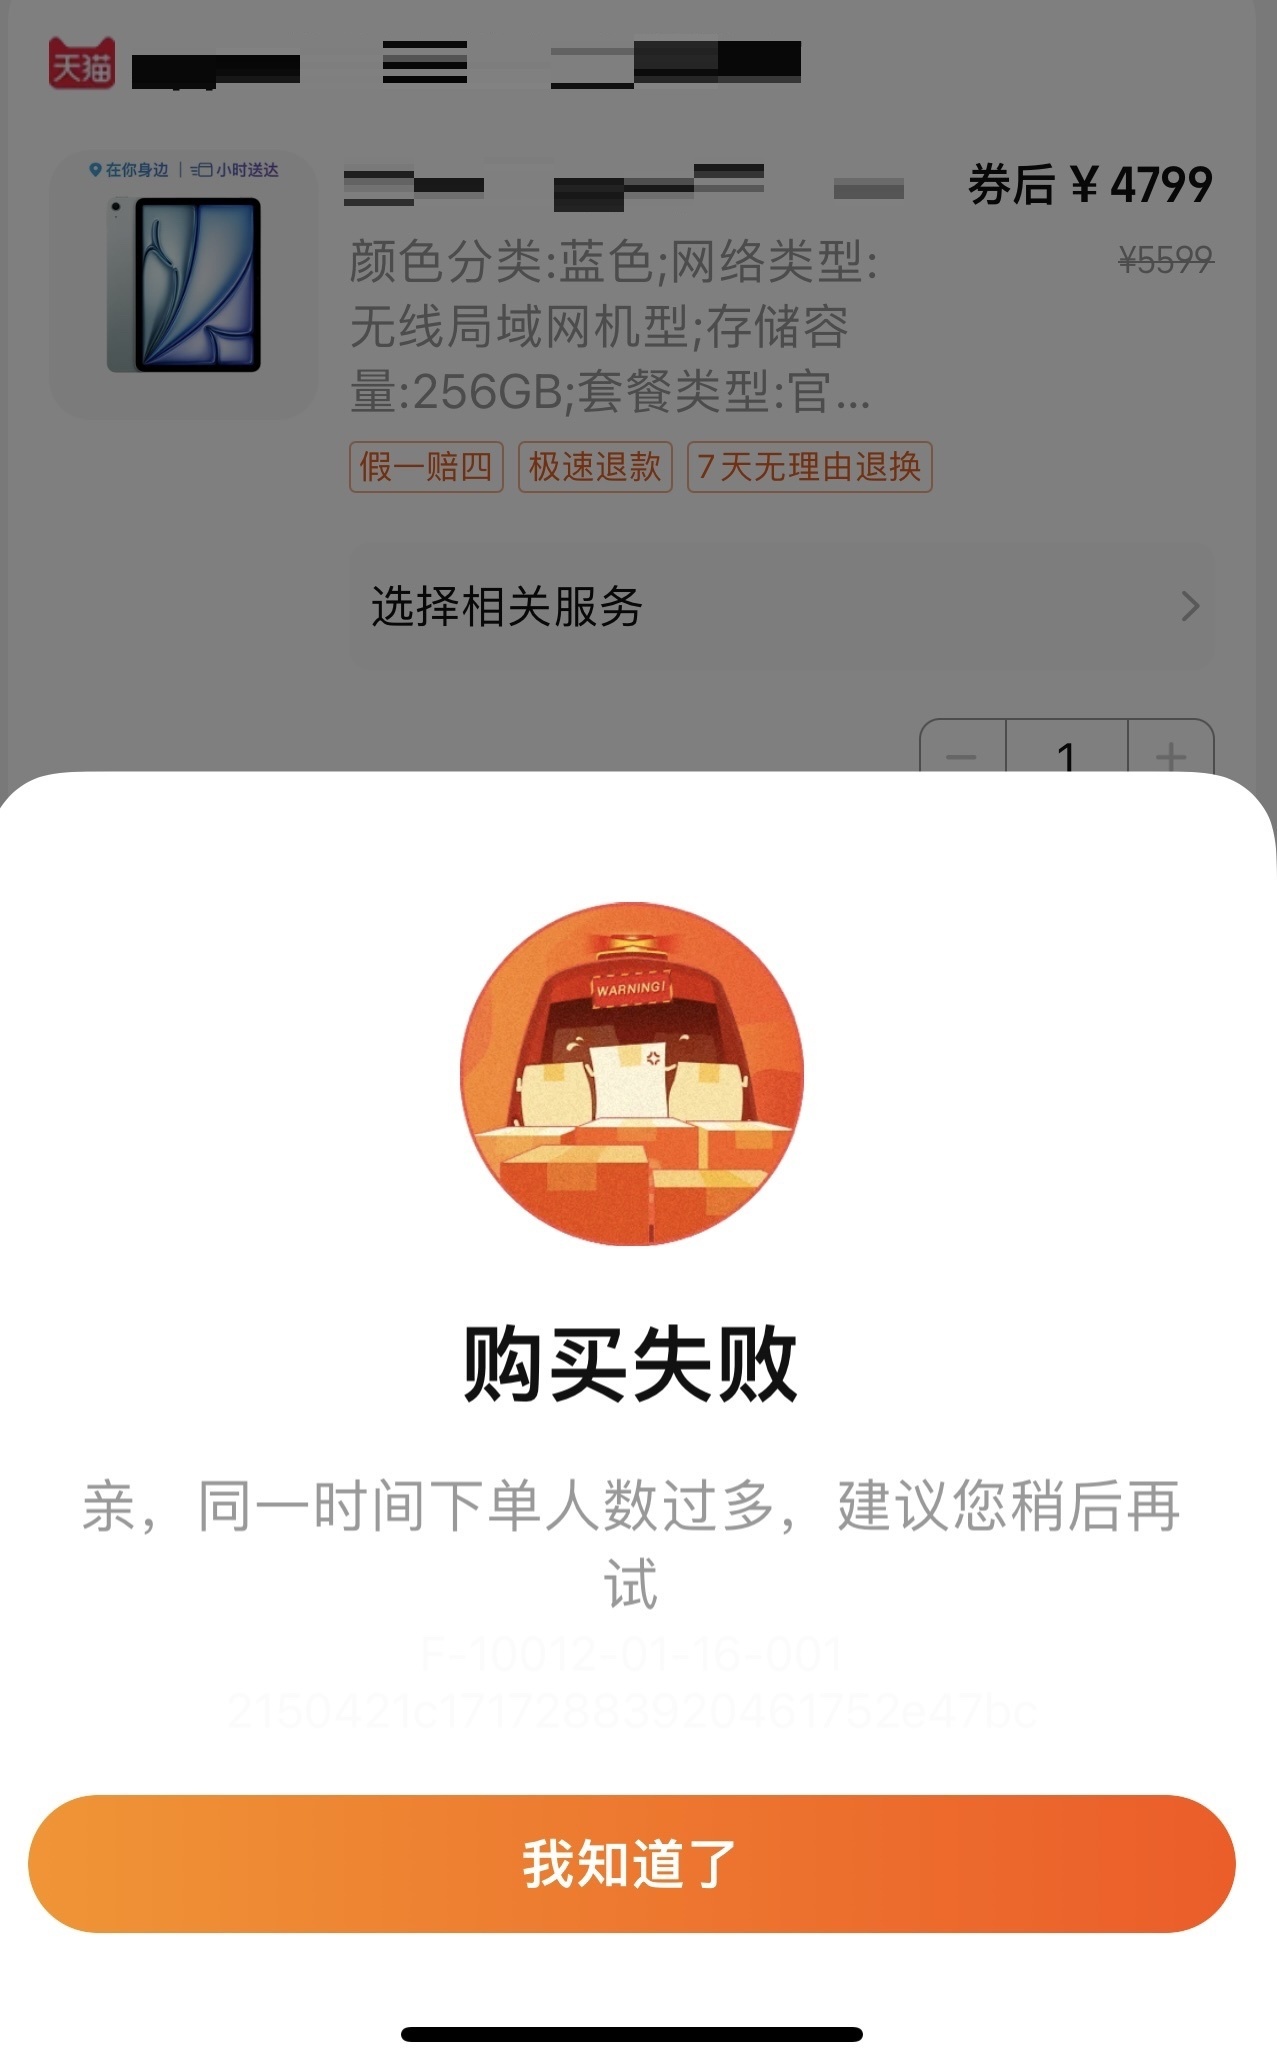 天猫
在你身边 | 小时送达
券后 ¥ 4799
¥5599
颜色分类:蓝色;网络类型:
无线局域网机型;存储容
量:256GB;套餐类型:官...
假一赔四 极速退款 7天无理由退换
选择相关服务
1
WARNING!
购买失败
亲，同一时间下单人数过多，建议您稍后再
试
F-10012-01-16-001
2150421c17172883920461752e47bc
我知道了